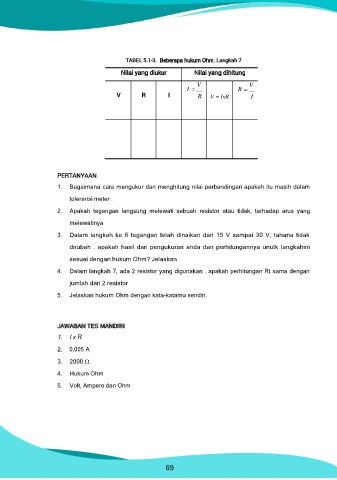 TABEL 5.1-3. Beberapa hukum Ohm. Langkah 7
Nilai yang diukur Nilai yang dihitung
V R I I = V/R V = IxR R = V/I
PERTANYAAN
1. Bagaimana cara mengukur dan menghitung nilai perbandingan apakah itu masih dalam
toleransi meter .
2. Apakah tegangan langsung melewati sebuah resistor atau tidak, terhadap arus yang
melewatinya
3. Dalam langkah ke 6 tegangan telah dinaikan dari 15 V sampai 30 V, tahana tidak
dirubah . apakah hasil dari pengukuran anda dan perhitungannya unutk langkahini
sesuai dengan hukum Ohm? Jelaskan
4. Dalam langkah 7, ada 2 resistor yang digunakan . apakah perhitungan Rt sama dengan
jumlah dari 2 resistor
5. Jelaskan hukum Ohm dengan kata-katamu sendiri.
JAWABAN TES MANDIRI
1. I x R
2. 0,005 A
3. 2000 Ω
4. Hukum Ohm
5. Volt, Ampere dan Ohm
69